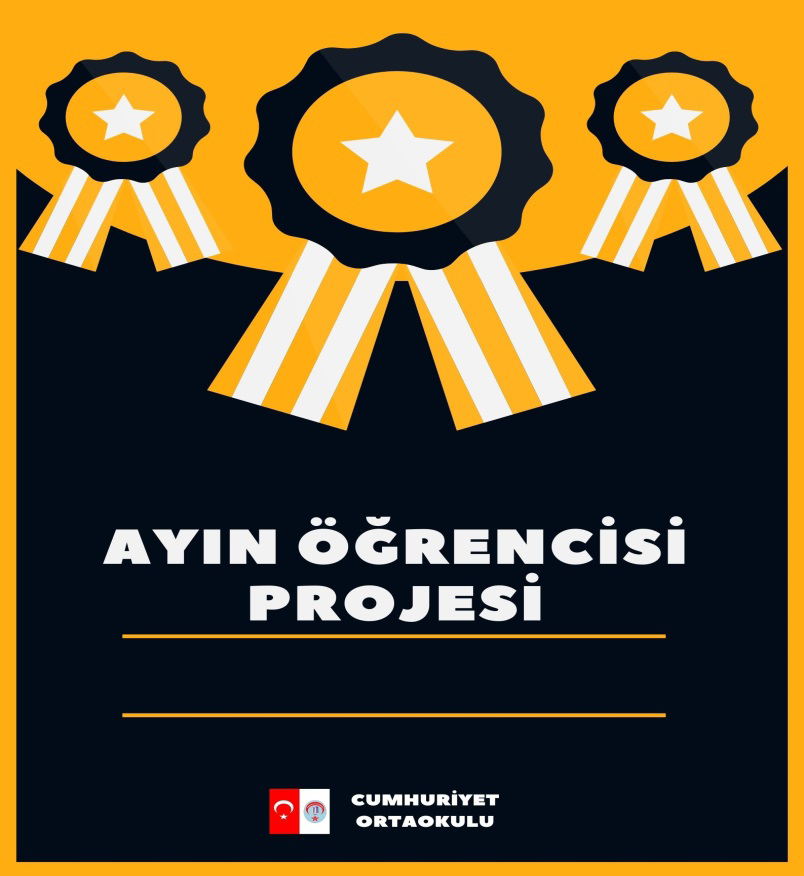 AYIN ÖĞRENCİSİ
PROJESİ
CUMHURİYET
ORTAOKULU